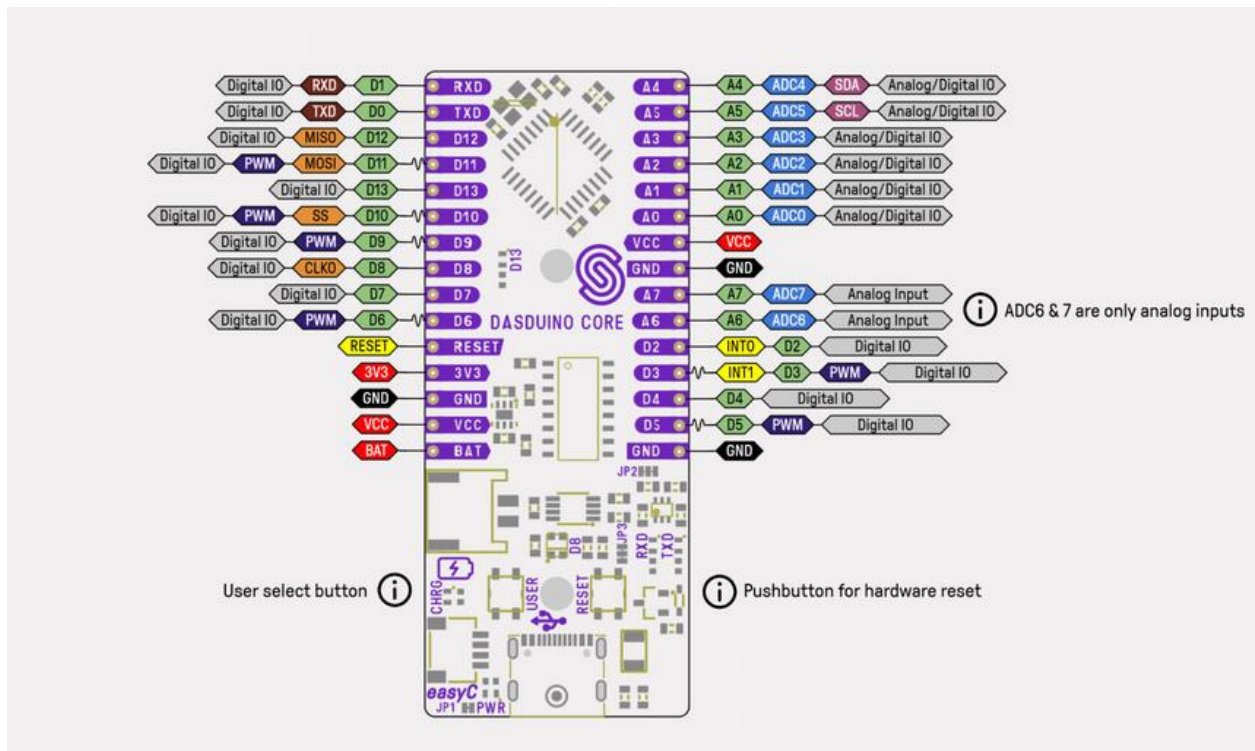 Digital IO RXD D1 RXD A4 A4 ADC4 SDA Analog/Digital IO
Digital IO TXD D0 TXD A5 A5 ADC5 SCL Analog/Digital IO
Digital IO MISO D12 D12 A3 A3 ADC3 Analog/Digital IO
Digital IO PWM MOSI D11 D11 A2 A2 ADC2 Analog/Digital IO
Digital IO D13 D13 A1 A1 ADC1 Analog/Digital IO
Digital IO PWM SS D10 D10 A0 A0 ADC0 Analog/Digital IO
Digital IO PWM D9 D9 VCC VCC
D13
Digital IO CLKO D8 D8 GND GND
Digital IO D7 D7 A7 A7 ADC7 Analog Input
i ADC6 & 7 are only analog inputs
Digital IO PWM D6 D6 DASDUINO CORE A6 A6 ADC6 Analog Input
RESET RESET D2 INT0 D2 Digital IO
3V3 3V3 D3 INT1 D3 PWM Digital IO
GND GND D4 D4 Digital IO
VCC VCC D5 D5 PWM Digital IO
BAT BAT GND GND
JP2
D8 JP3 RXD TXD
User select button i CHRG USER RESET i Pushbutton for hardware reset
easyC
JP1 PWR